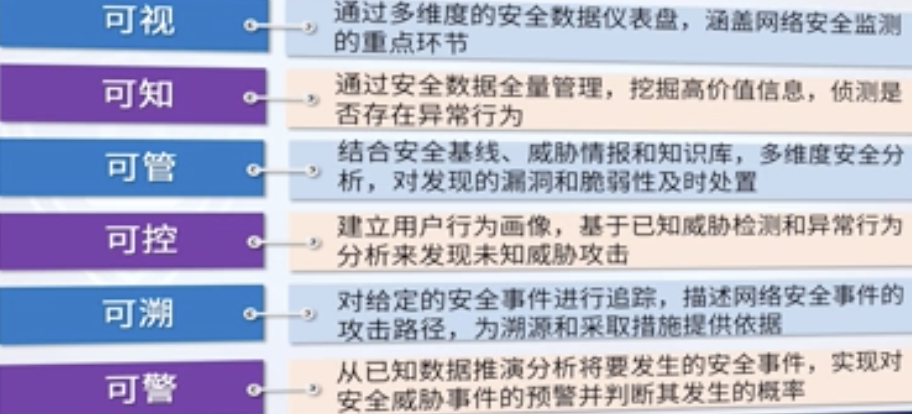 可视
通过多维度的安全数据仪表盘，涵盖网络安全监测
的重点环节
可知
通过安全数据全量管理，挖掘高价值信息，侦测是
否存在异常行为
可管
结合安全基线、威胁情报和知识库，多维度安全分
析，对发现的漏洞和脆弱性及时处置
可控
建立用户行为画像，基于已知威胁检测和异常行为
分析来发现未知威胁攻击
可溯
对给定的安全事件进行追踪，描述网络安全事件的
攻击路径，为溯源和采取措施提供依据
可警
从已知数据推演分析将要发生的安全事件，实现对
安全威胁事件的预警并判断其发生的概率